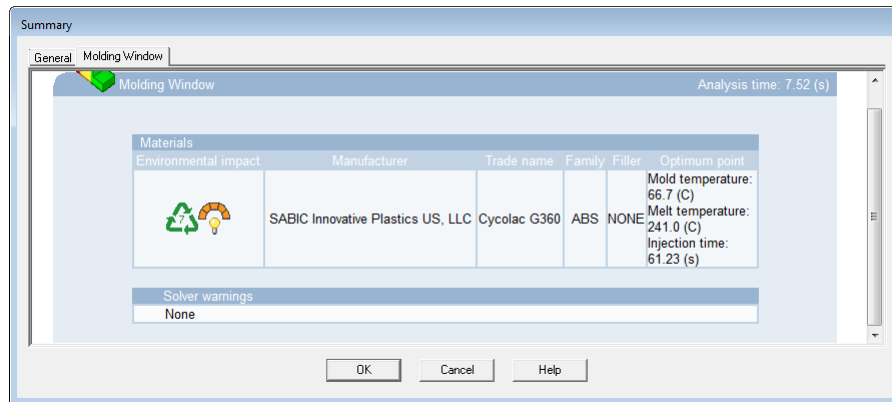 Summary
General Molding Window
Molding Window Analysis time: 7.52 (s)
Materials
Environmental impact Manufacturer Trade name Family Filler Optimum point
7 SABIC Innovative Plastics US, LLC Cycolac G360 ABS NONE
Mold temperature:
66.7 (C)
Melt temperature:
241.0 (C)
Injection time:
61.23 (s)
Solver warnings
None
OK Cancel Help